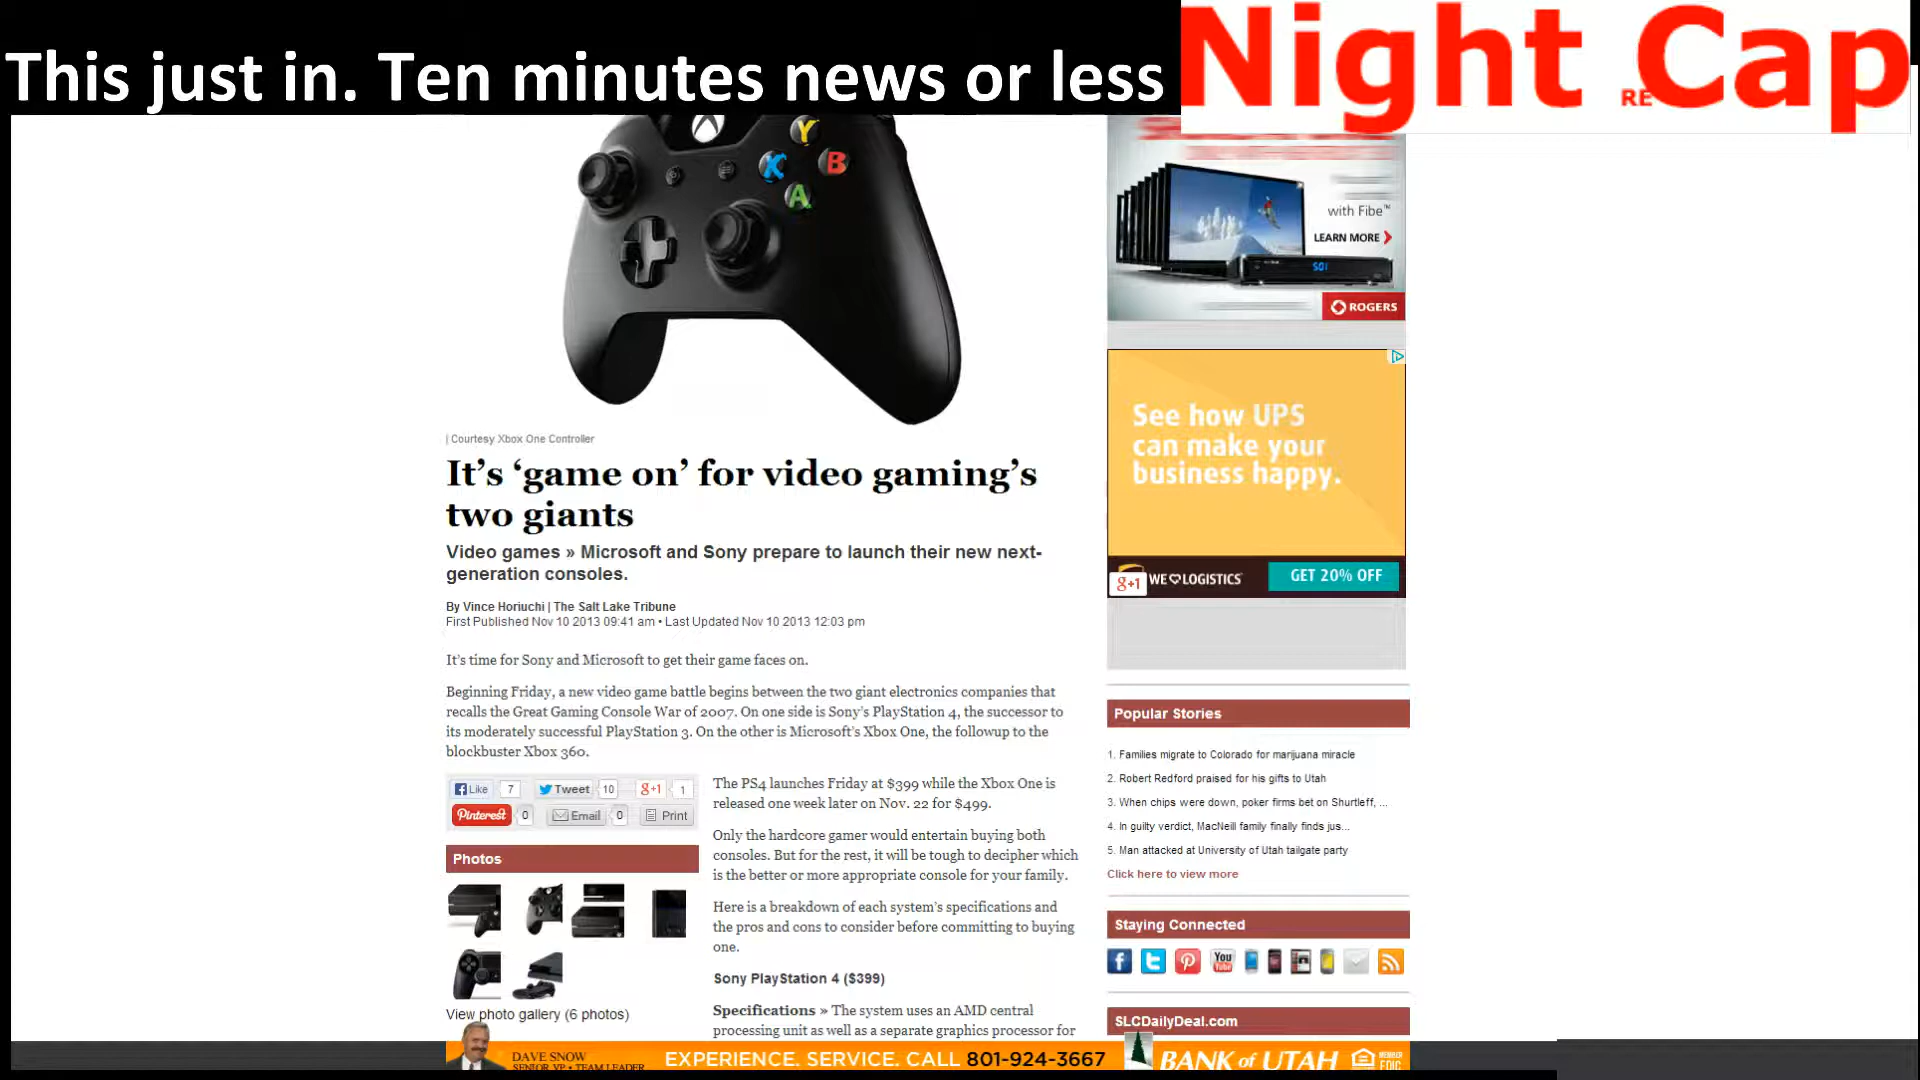 This just in. Ten minutes news or less
Night RECap
Y
X
B
A
with Fibe™
LEARN MORE
501
ROGERS
See how UPS
can make your
business happy.
g+1
WE LOGISTICS
GET 20% OFF
| Courtesy Xbox One Controller
It’s ‘game on’ for video gaming’s
two giants
Video games » Microsoft and Sony prepare to launch their new next-
generation consoles.
By Vince Horiuchi | The Salt Lake Tribune
First Published Nov 10 2013 09:41 am • Last Updated Nov 10 2013 12:03 pm
It’s time for Sony and Microsoft to get their game faces on.
Beginning Friday, a new video game battle begins between the two giant electronics companies that
recalls the Great Gaming Console War of 2007. On one side is Sony’s PlayStation 4, the successor to
its moderately successful PlayStation 3. On the other is Microsoft’s Xbox One, the followup to the
blockbuster Xbox 360.
Like 7 Tweet 10 g+1 1
Pinterest 0 Email 0 Print
Photos
View photo gallery (6 photos)
The PS4 launches Friday at $399 while the Xbox One is
released one week later on Nov. 22 for $499.
Only the hardcore gamer would entertain buying both
consoles. But for the rest, it will be tough to decipher which
is the better or more appropriate console for your family.
Here is a breakdown of each system’s specifications and
the pros and cons to consider before committing to buying
one.
Sony PlayStation 4 ($399)
Specifications » The system uses an AMD central
processing unit as well as a separate graphics processor for
Popular Stories
1. Families migrate to Colorado for marijuana miracle
2. Robert Redford praised for his gifts to Utah
3. When chips were down, poker firms bet on Shurtleff, ...
4. In guilty verdict, MacNeill family finally finds jus...
5. Man attacked at University of Utah tailgate party
Click here to view more
Staying Connected
You
Tube
SLCDailyDeal.com
DAVE SNOW
SENIOR VP • TEAM LEADER
EXPERIENCE. SERVICE. CALL 801-924-3667
BANK of UTAH
MEMBER
FDIC